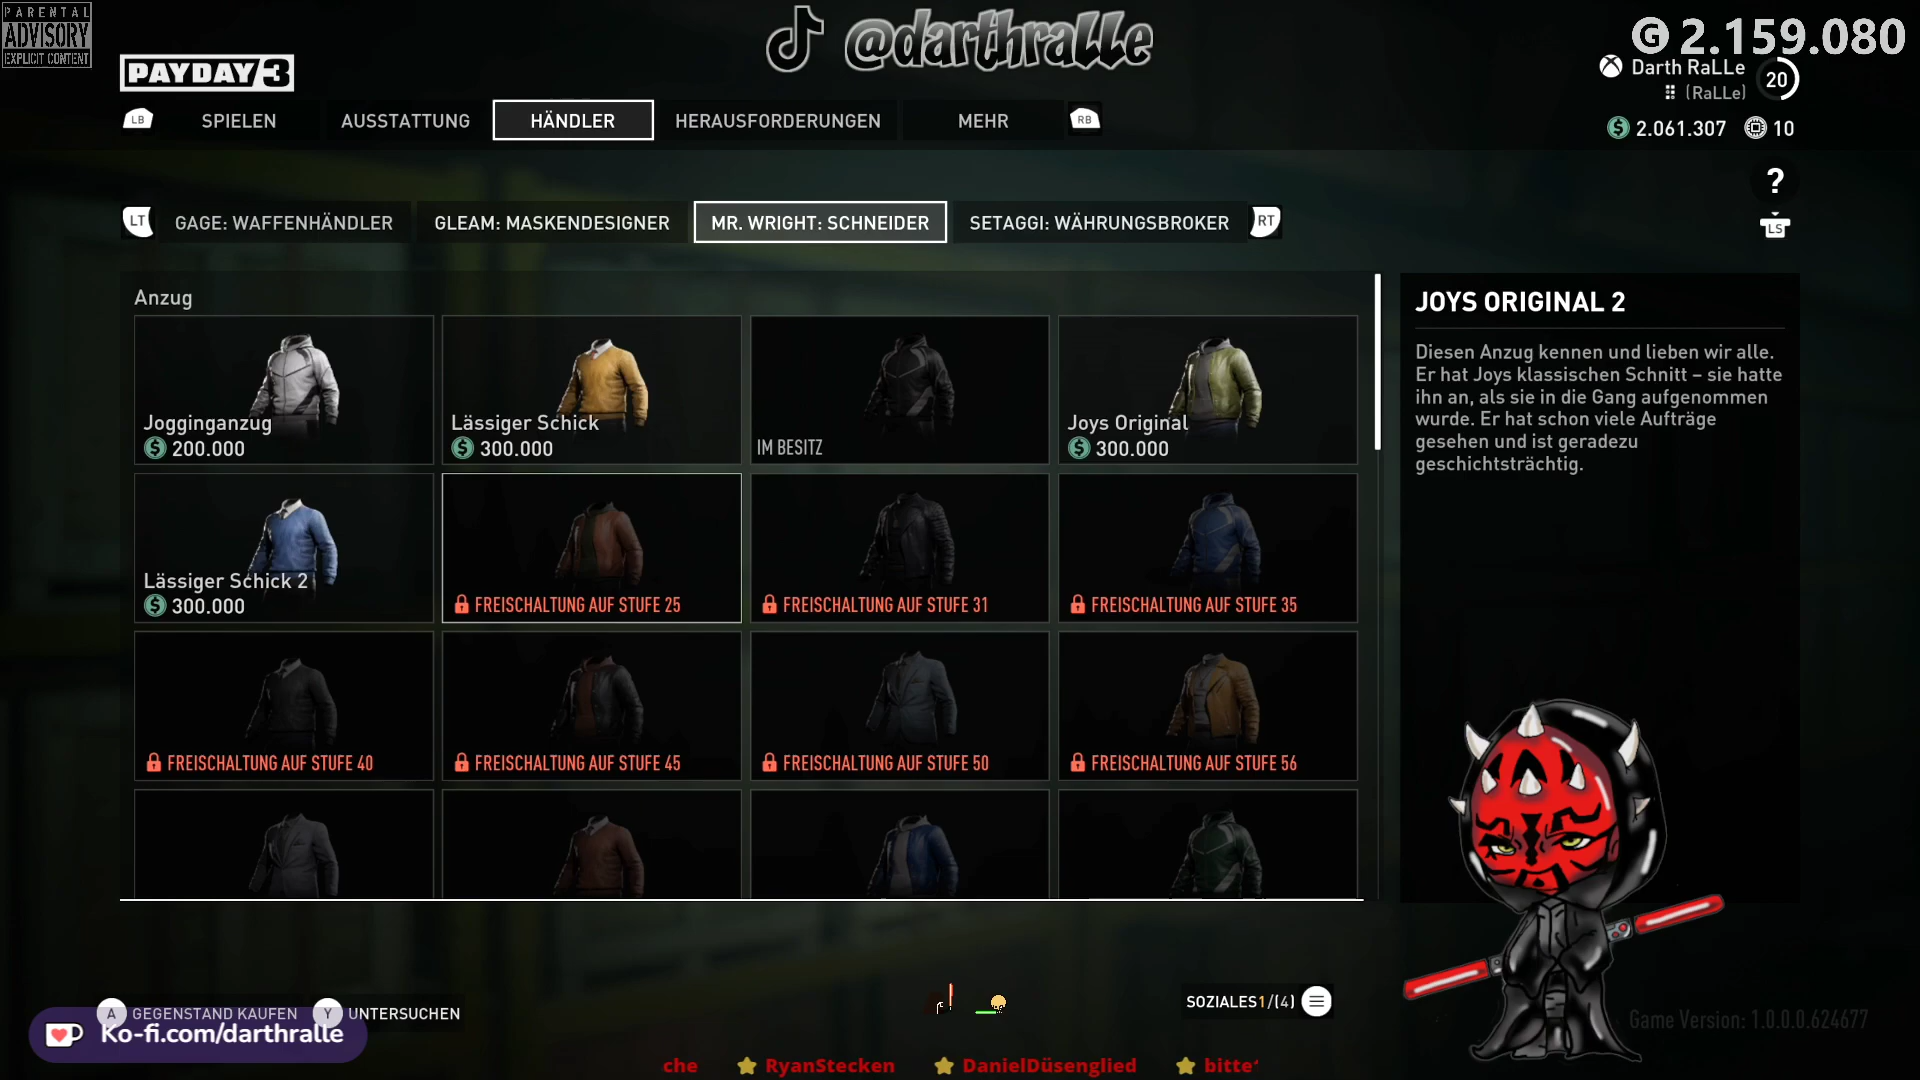 PARENTAL
ADVISORY
EXPLICIT CONTENT
@darthralle
G 2.159.080
PAYDAY 3
Darth RaLLe
20
(RaLLe)
LB
SPIELEN
AUSSTATTUNG
HÄNDLER
HERAUSFORDERUNGEN
MEHR
RB
$ 2.061.307
10
?
LT
GAGE: WAFFENHÄNDLER
GLEAM: MASKENDESIGNER
MR. WRIGHT: SCHNEIDER
SETAGGI: WÄHRUNGSBROKER
RT
LS
Anzug
Jogginganzug
$ 200.000
Lässiger Schick
$ 300.000
IM BESITZ
Joys Original
$ 300.000
Lässiger Schick 2
$ 300.000
FREISCHALTUNG AUF STUFE 25
FREISCHALTUNG AUF STUFE 31
FREISCHALTUNG AUF STUFE 35
FREISCHALTUNG AUF STUFE 40
FREISCHALTUNG AUF STUFE 45
FREISCHALTUNG AUF STUFE 50
FREISCHALTUNG AUF STUFE 56
JOYS ORIGINAL 2
Diesen Anzug kennen und lieben wir alle.
Er hat Joys klassischen Schnitt – sie hatte
ihn an, als sie in die Gang aufgenommen
wurde. Er hat schon viele Aufträge
gesehen und ist geradezu
geschichtsträchtig.
A GEGENSTAND KAUFEN
Y UNTERSUCHEN
Ko-fi.com/darthralle
SOZIALES1/(4)
Game Version: 1.0.0.0.624677
che
RyanStecken
DanielDüsenglied
bitte